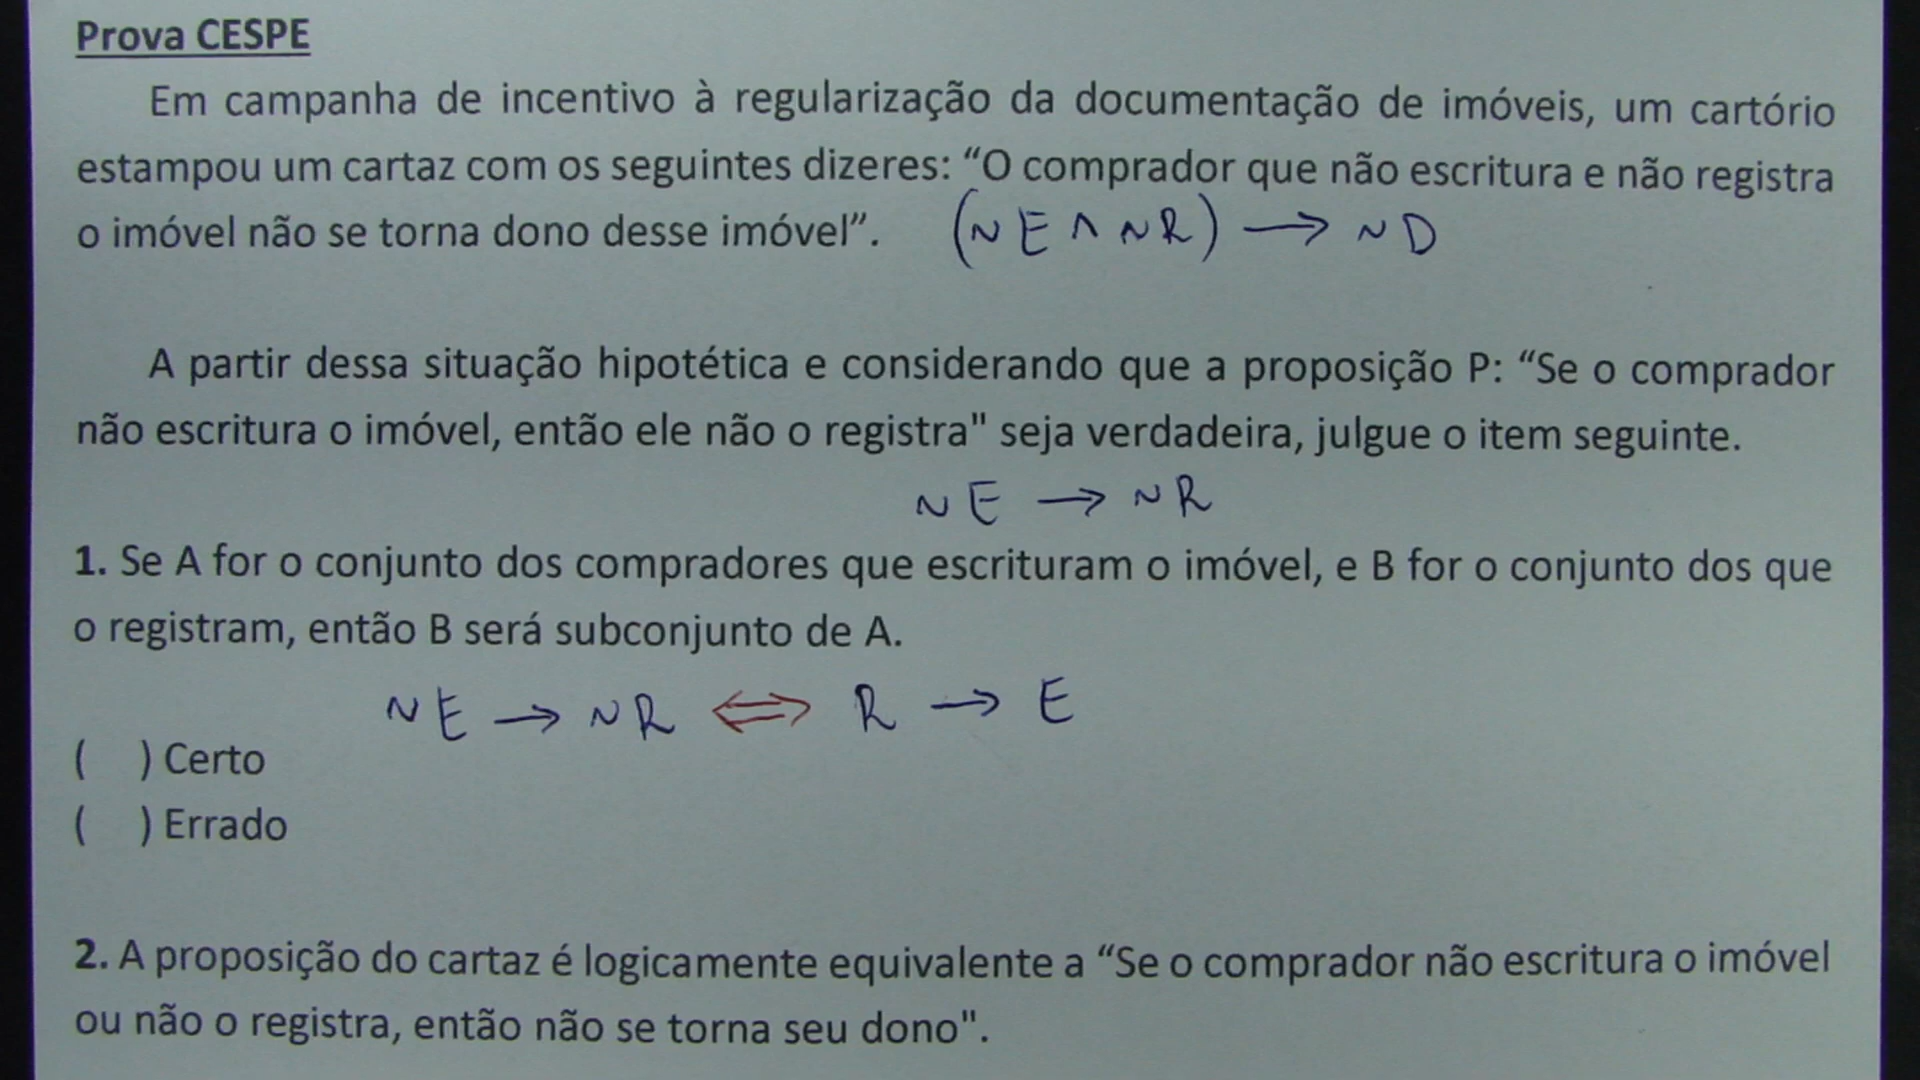 Prova CESPE
Em campanha de incentivo à regularização da documentação de imóveis, um cartório
estampou um cartaz com os seguintes dizeres: “O comprador que não escritura e não registra
o imóvel não se torna dono desse imóvel”. (~E ∧ ~R) → ~D
A partir dessa situação hipotética e considerando que a proposição P: “Se o comprador
não escritura o imóvel, então ele não o registra" seja verdadeira, julgue o item seguinte.
~E → ~R
1. Se A for o conjunto dos compradores que escrituram o imóvel, e B for o conjunto dos que
o registram, então B será subconjunto de A.
~E → ~R ⇔ R → E
( ) Certo
( ) Errado
2. A proposição do cartaz é logicamente equivalente a “Se o comprador não escritura o imóvel
ou não o registra, então não se torna seu dono".